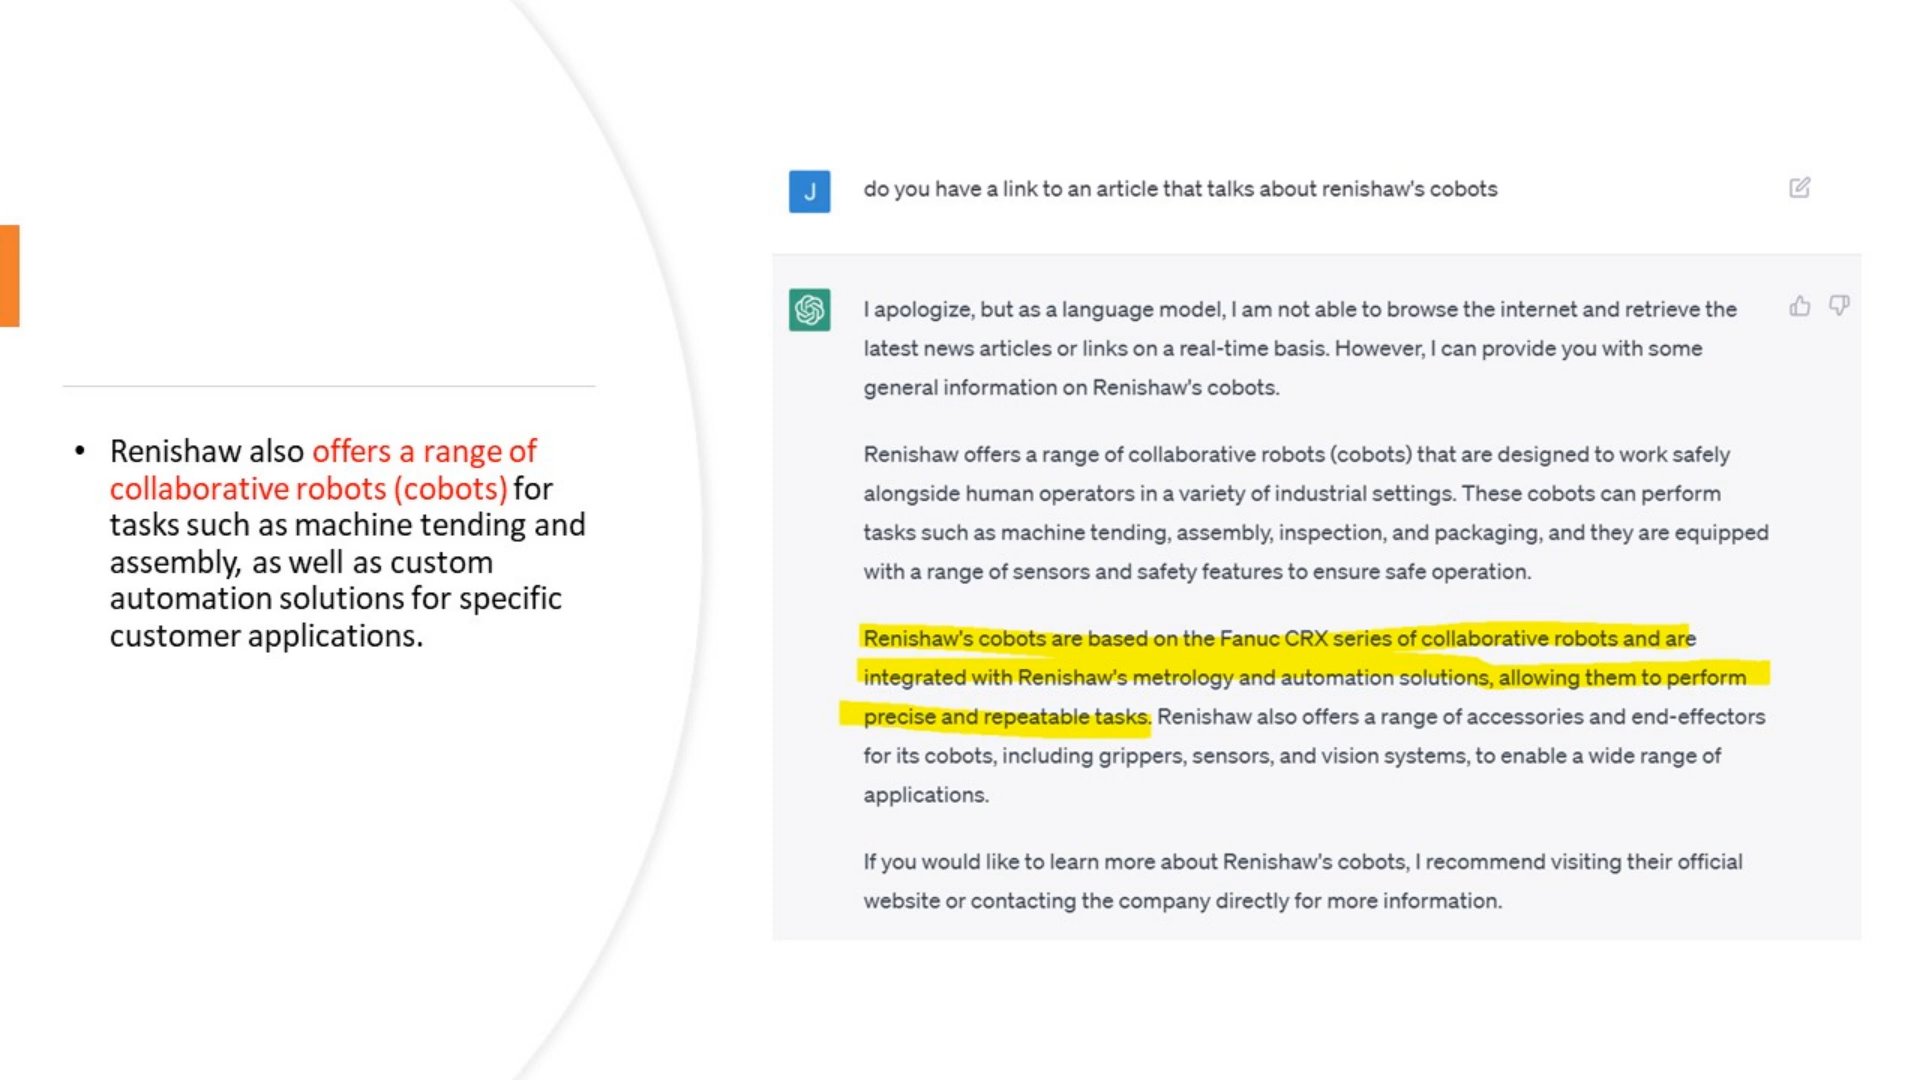 • Renishaw also offers a range of
collaborative robots (cobots) for
tasks such as machine tending and
assembly, as well as custom
automation solutions for specific
customer applications.
J
do you have a link to an article that talks about renishaw's cobots
I apologize, but as a language model, I am not able to browse the internet and retrieve the
latest news articles or links on a real-time basis. However, I can provide you with some
general information on Renishaw's cobots.
Renishaw offers a range of collaborative robots (cobots) that are designed to work safely
alongside human operators in a variety of industrial settings. These cobots can perform
tasks such as machine tending, assembly, inspection, and packaging, and they are equipped
with a range of sensors and safety features to ensure safe operation.
Renishaw's cobots are based on the Fanuc CRX series of collaborative robots and are
integrated with Renishaw's metrology and automation solutions, allowing them to perform
precise and repeatable tasks. Renishaw also offers a range of accessories and end-effectors
for its cobots, including grippers, sensors, and vision systems, to enable a wide range of
applications.
If you would like to learn more about Renishaw's cobots, I recommend visiting their official
website or contacting the company directly for more information.